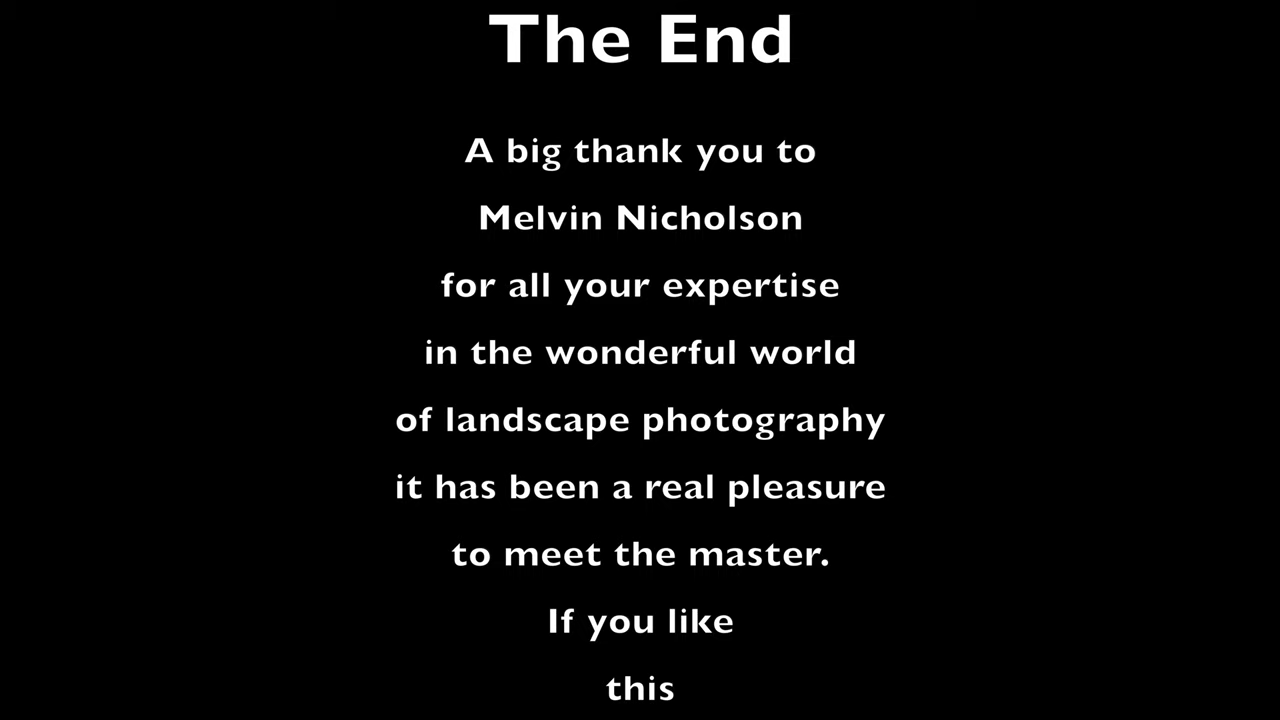 The End
A big thank you to
Melvin Nicholson
for all your expertise
in the wonderful world
of landscape photography
it has been a real pleasure
to meet the master.
If you like
this